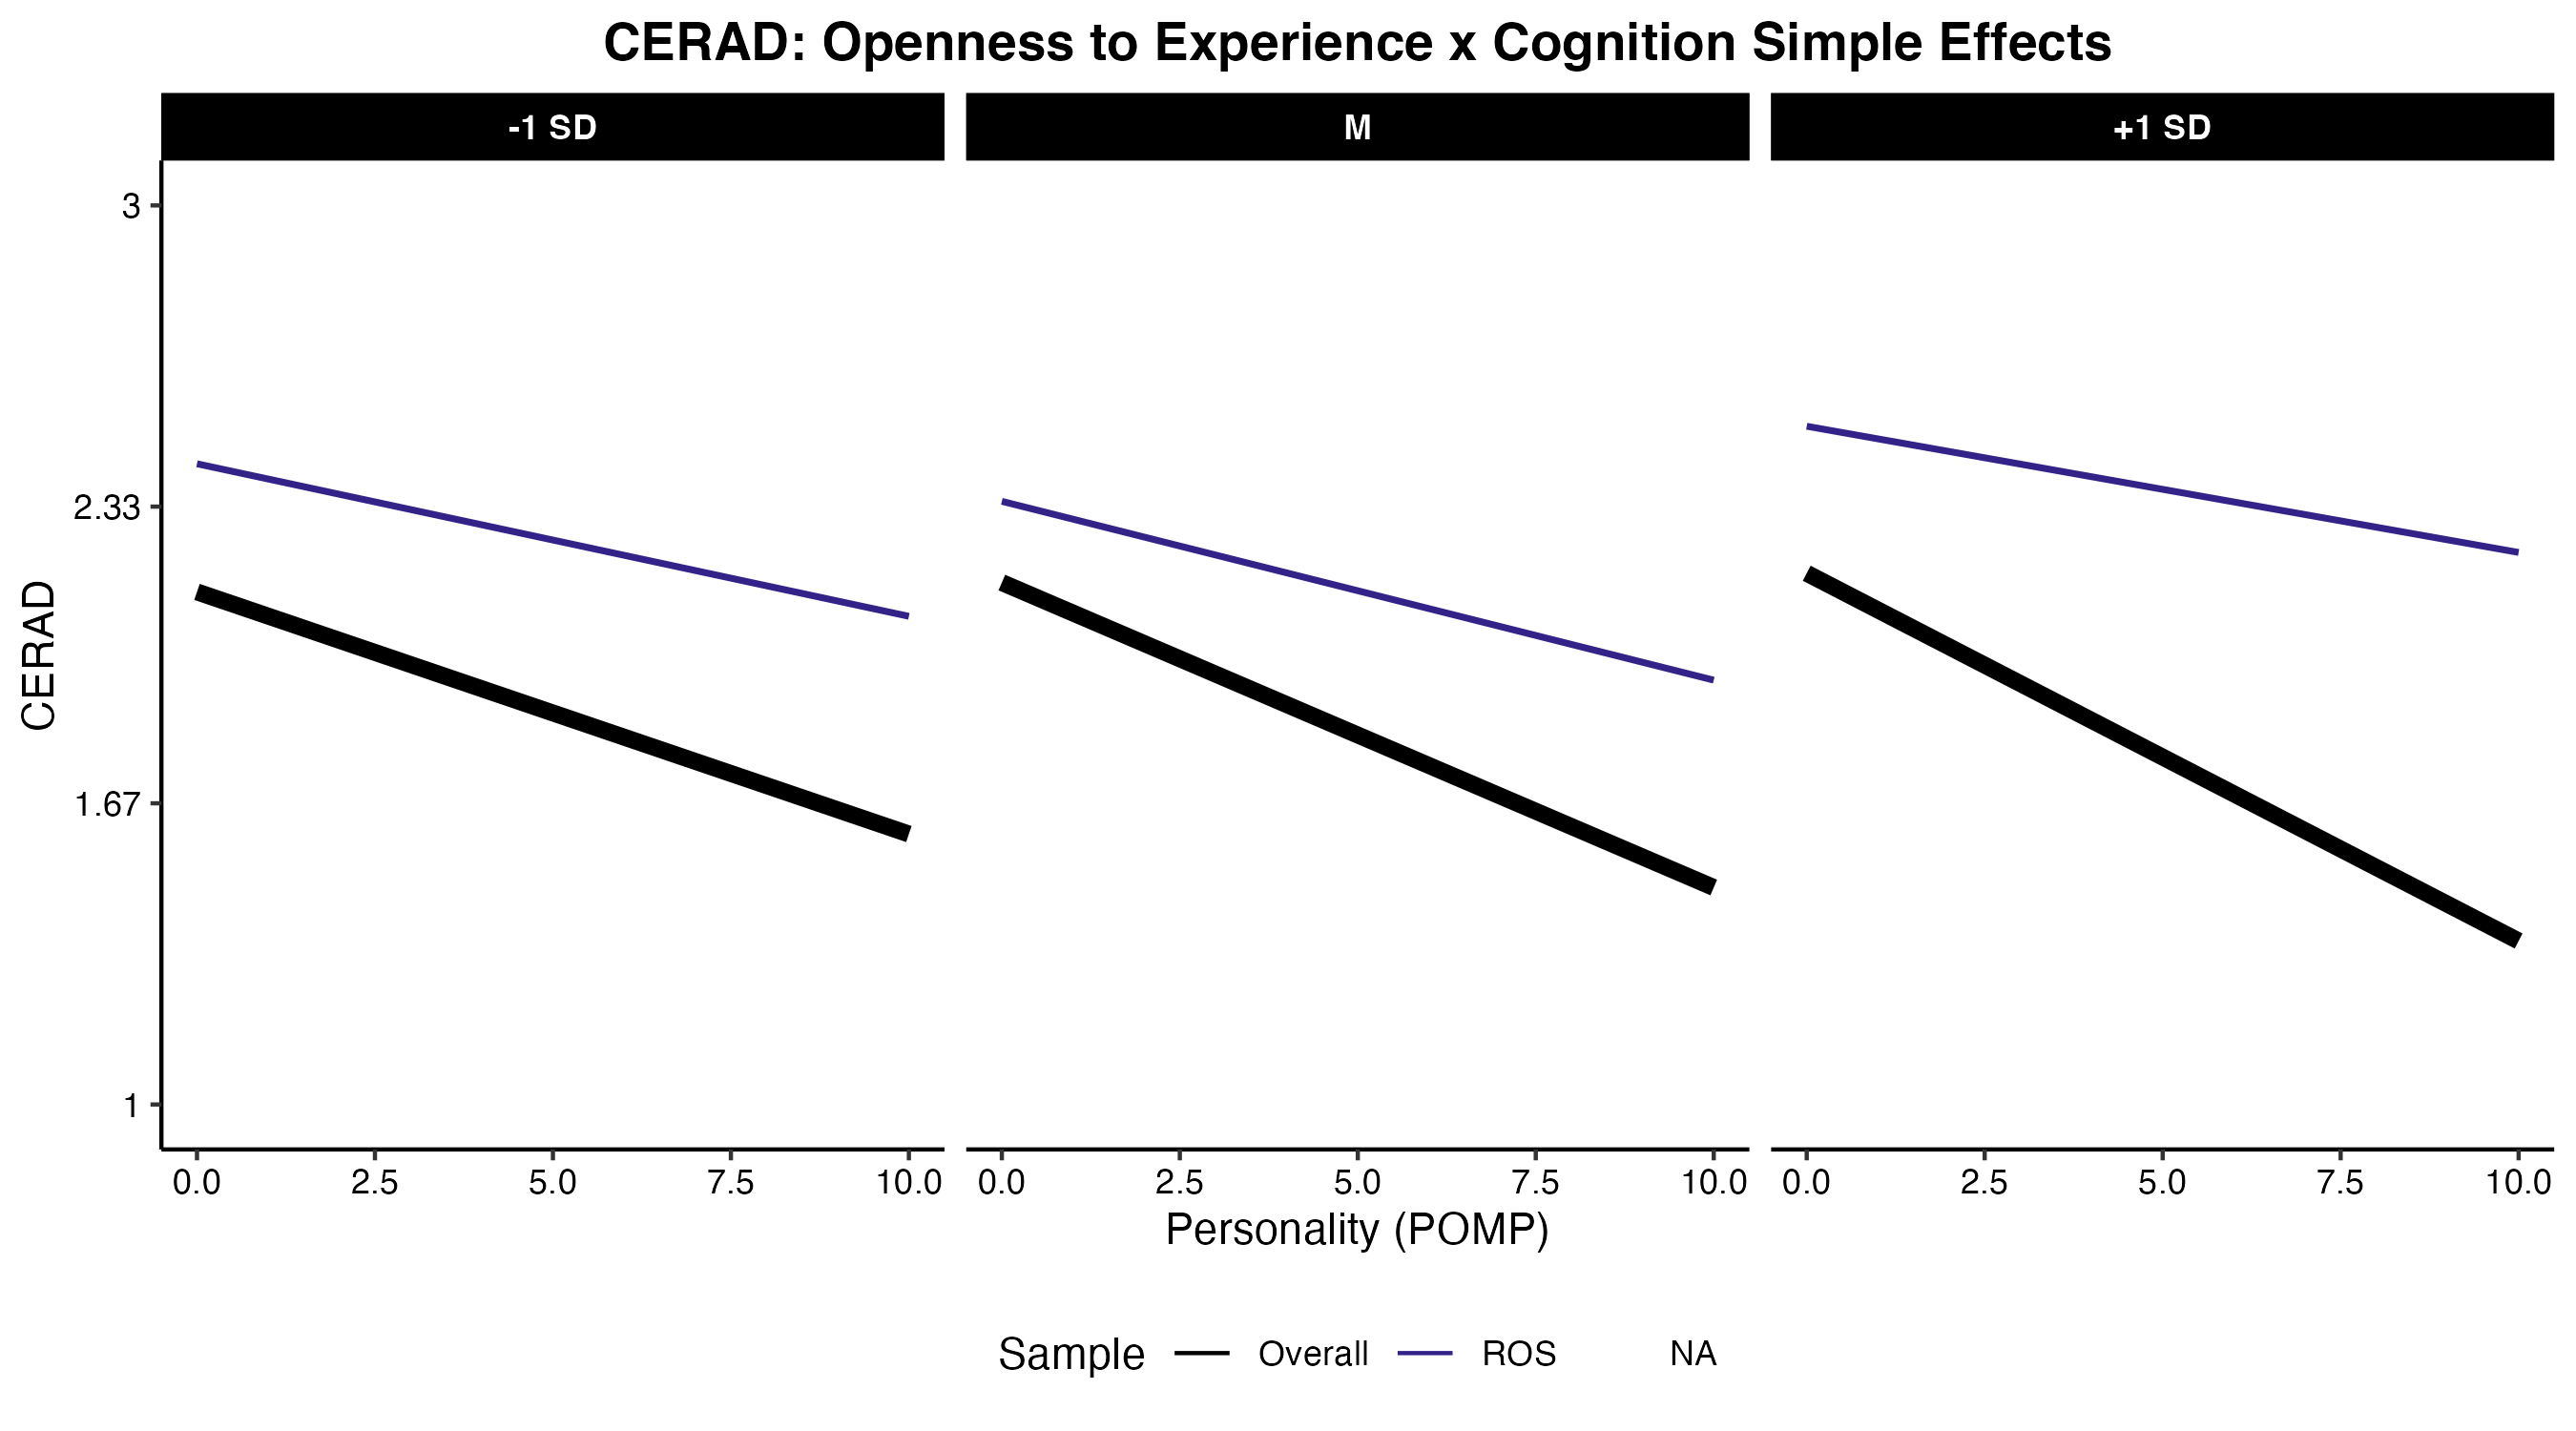 CERAD: Openness to Experience x Cognition Simple Effects
-1 SD
M
+1 SD
3
2.33
1.67
1
CERAD
0.0 2.5 5.0 7.5 10.0 0.0 2.5 5.0 7.5 10.0 0.0 2.5 5.0 7.5 10.0
Personality (POMP)
Sample Overall ROS NA